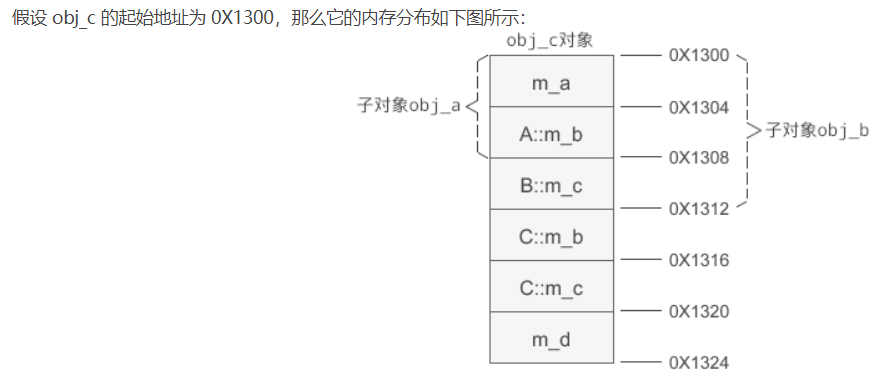 假设 obj_c 的起始地址为 0X1300，那么它的内存分布如下图所示：
obj_c对象
0X1300
m_a
子对象obj_a
0X1304
子对象obj_b
A::m_b
0X1308
B::m_c
0X1312
C::m_b
0X1316
C::m_c
0X1320
m_d
0X1324